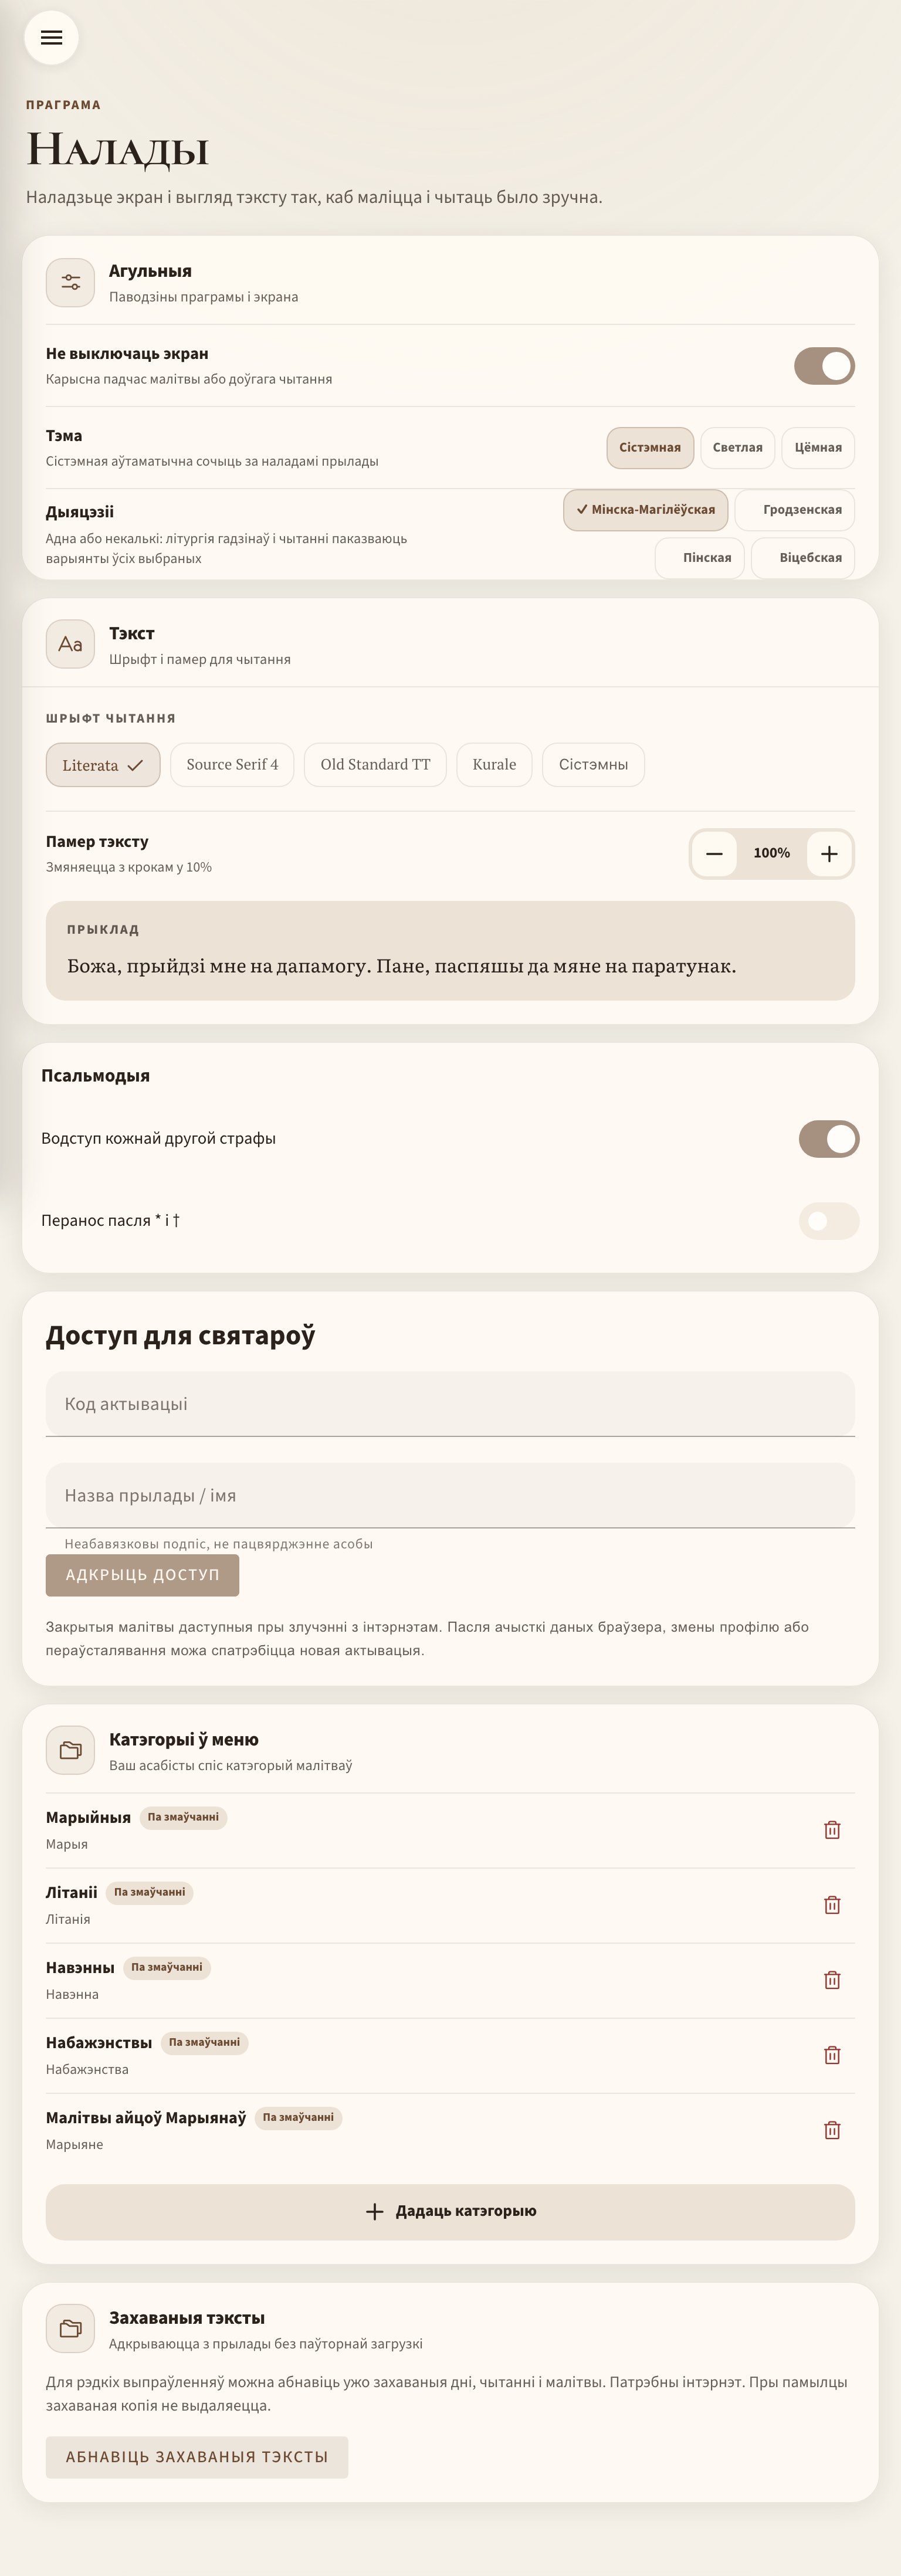 ПРАГРАМА
Налады
Наладзьце экран і выгляд тэксту так, каб маліцца і чытаць было зручна.
Агульныя
Паводзіны праграмы і экрана
Не выключаць экран
Карысна падчас малітвы або доўгага чытання
Тэма
Сістэмная аўтаматычна сочыць за наладамі прылады
Сістэмная
Светлая
Цёмная
Дыяцэзіі
Адна або некалькі: літургія гадзінаў і чытанні паказваюць
варыянты ўсіх выбраных
✓ Мінска-Магілёўская
Гродзенская
Пінская
Віцебская
Aa
Тэкст
Шрыфт і памер для чытання
ШРЫФТ ЧЫТАННЯ
Literata
Source Serif 4
Old Standard TT
Kurale
Сістэмны
Памер тэксту
Змяняецца з крокам у 10%
100%
ПРЫКЛАД
Божа, прыйдзі мне на дапамогу. Пане, паспяшы да мяне на паратунак.
Псальмодыя
Водступ кожнай другой страфы
Перанос пасля * і †
Доступ для святароў
Код актывацыі
Назва прылады / імя
Неабавязковы подпіс, не пацвярджэнне асобы
АДКРЫЦЬ ДОСТУП
Закрытыя малітвы даступныя пры злучэнні з інтэрнэтам. Пасля ачысткі даных браўзера, змены профілю або
пераўсталявання можа спатрэбіцца новая актывацыя.
Катэгорыі ў меню
Ваш асабісты спіс катэгорый малітваў
Марыйныя Па змаўчанні
Марыя
Літаніі Па змаўчанні
Літанія
Навэнны Па змаўчанні
Навэнна
Набажэнствы Па змаўчанні
Набажэнства
Малітвы айцоў Марыянаў Па змаўчанні
Марыяне
Дадаць катэгорыю
Захаваныя тэксты
Адкрываюцца з прылады без паўторнай загрузкі
Для рэдкіх выпраўленняў можна абнавіць ужо захаваныя дні, чытанні і малітвы. Патрэбны інтэрнэт. Пры памылцы
захаваная копія не выдаляецца.
АБНАВІЦЬ ЗАХАВАНЫЯ ТЭКСТЫ